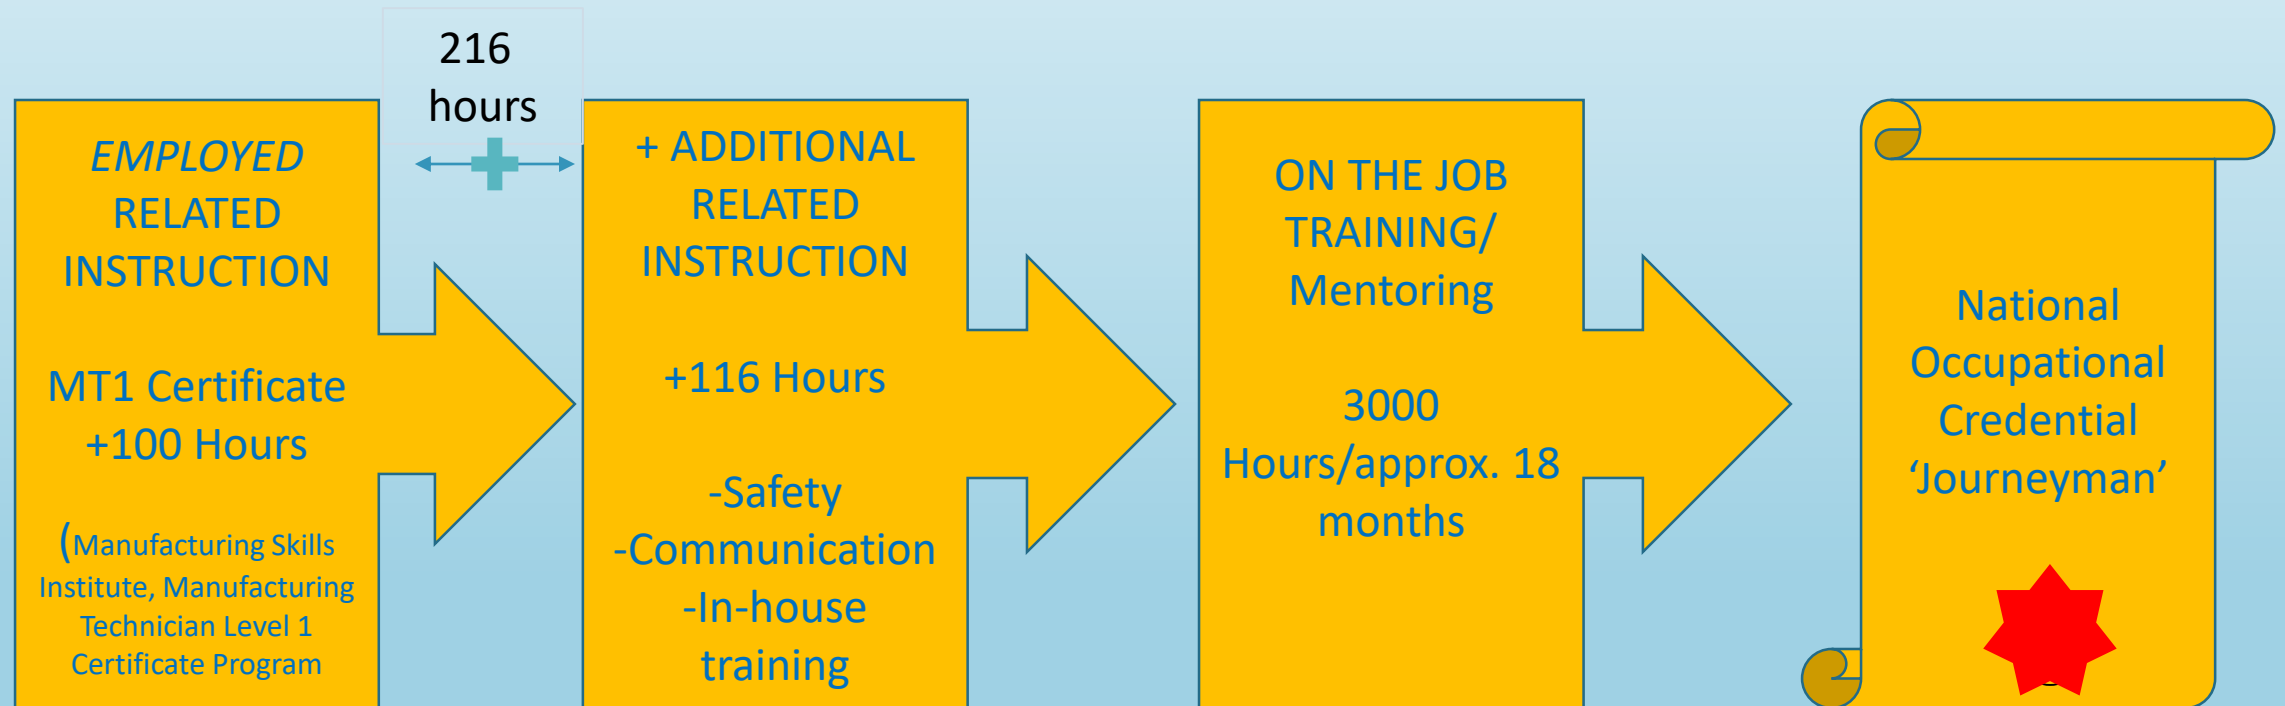 216
hours
EMPLOYED
RELATED
INSTRUCTION
MT1 Certificate
+100 Hours
(Manufacturing Skills
Institute, Manufacturing
Technician Level 1
Certificate Program
+ ADDITIONAL
RELATED
INSTRUCTION
+116 Hours
-Safety
-Communication
-In-house
training
ON THE JOB
TRAINING/
Mentoring
3000
Hours/approx. 18
months
National
Occupational
Credential
‘Journeyman’